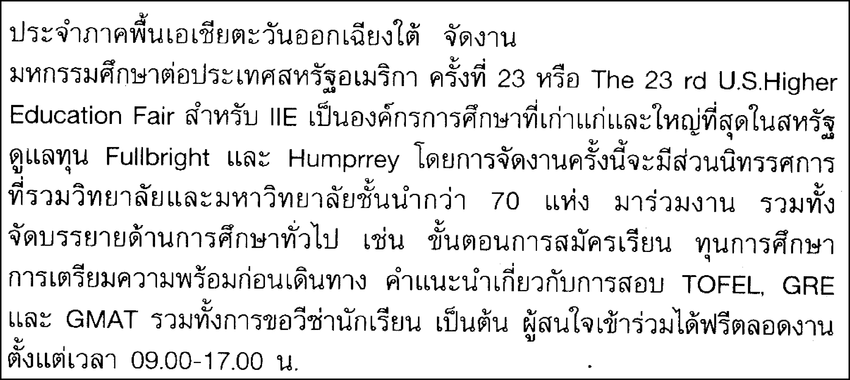 ประจำภาคพื้นเอเชียตะวันออกเฉียงใต้ จัดงาน
มหกรรมศึกษาต่อประเทศสหรัฐอเมริกา ครั้งที่ 23 หรือ The 23 rd U.S.Higher
Education Fair สำหรับ IIE เป็นองค์กรการศึกษาที่เก่าแก่และใหญ่ที่สุดในสหรัฐ
ดูแลทุน Fullbright และ Humprrey โดยการจัดงานครั้งนี้จะมีส่วนนิทรรศการ
ที่รวมวิทยาลัยและมหาวิทยาลัยชั้นนำกว่า 70 แห่ง มาร่วมงาน รวมทั้ง
จัดบรรยายด้านการศึกษาทั่วไป เช่น ขั้นตอนการสมัครเรียน ทุนการศึกษา
การเตรียมความพร้อมก่อนเดินทาง คำแนะนำเกี่ยวกับการสอบ TOFEL, GRE
และ GMAT รวมทั้งการขอวีซ่านักเรียน เป็นต้น ผู้สนใจเข้าร่วมได้ฟรีตลอดงาน
ตั้งแต่เวลา 09.00-17.00 น.